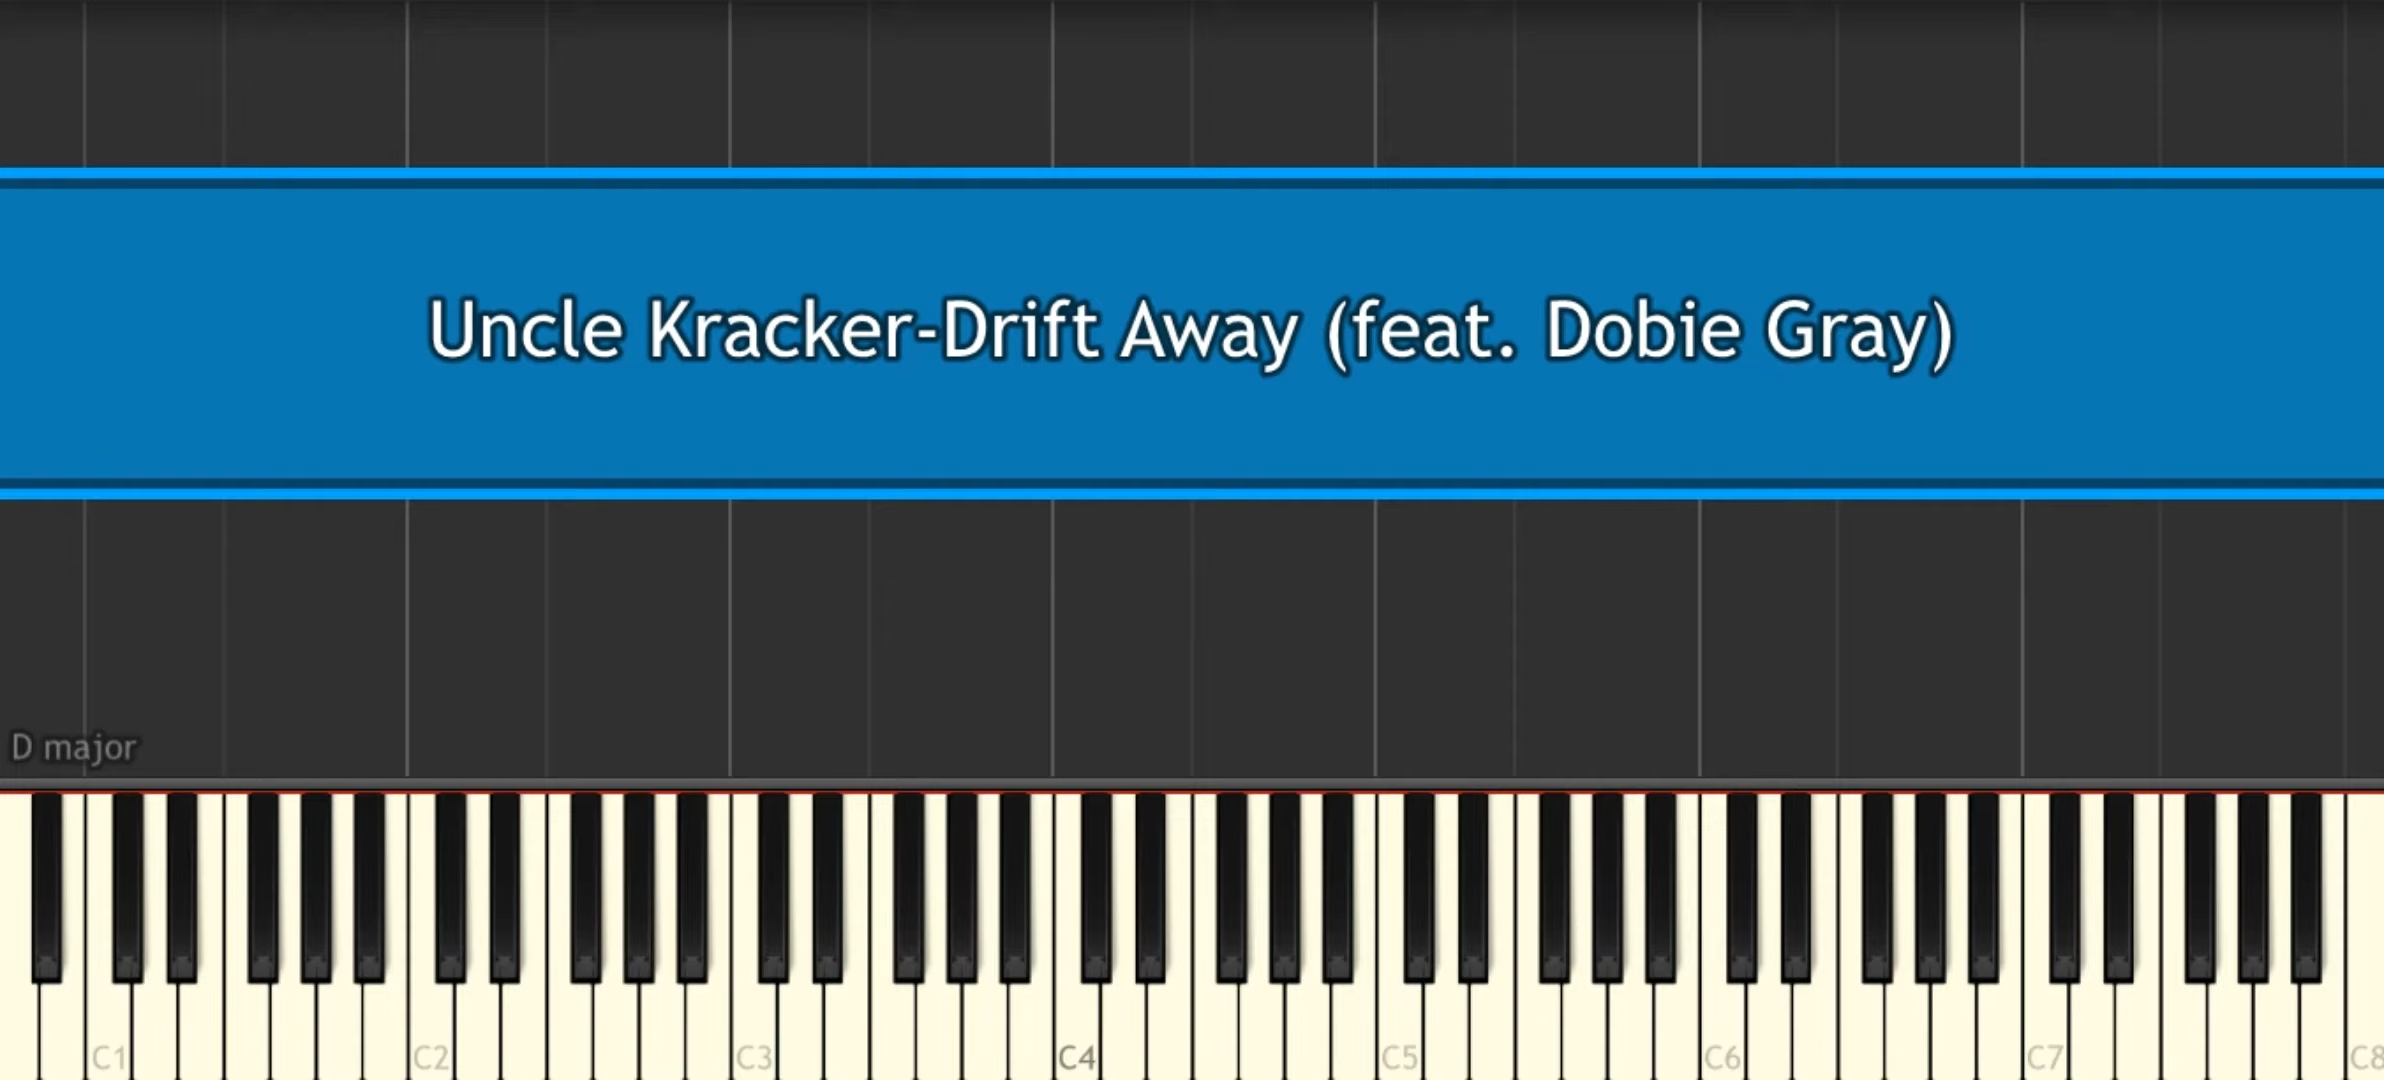 Uncle Kracker-Drift Away (feat. Dobie Gray)
D major
C1 C2 C3 C4 C5 C6 C7 C8